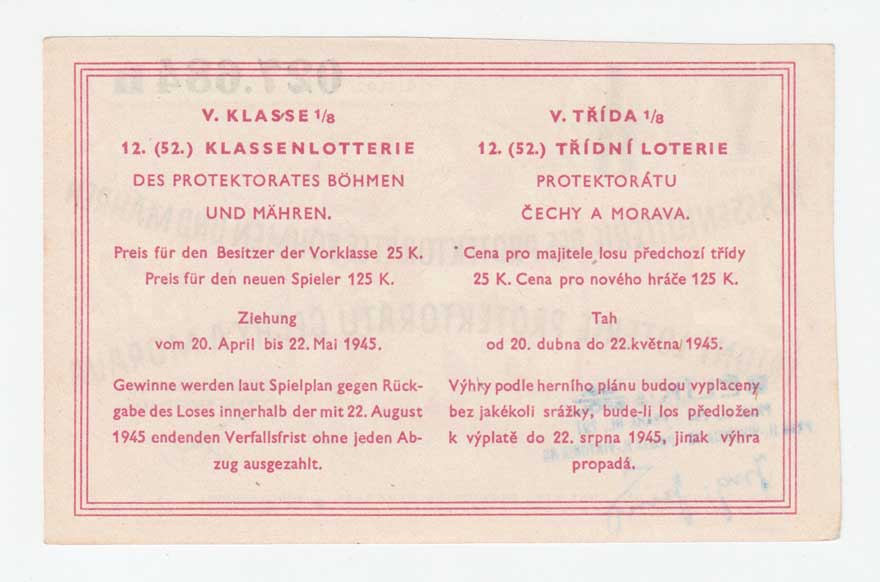 V. KLASSE 1/8
12. (52.) KLASSENLOTTERIE
DES PROTEKTORATES BÖHMEN
UND MÄHREN.
Preis für den Besitzer der Vorklasse 25 K.
Preis für den neuen Spieler 125 K.
Ziehung
vom 20. April bis 22. Mai 1945.
Gewinne werden laut Spielplan gegen Rück-
gabe des Loses innerhalb der mit 22. August
1945 endenden Verfallsfrist ohne jeden Ab-
zug ausgezahlt.
V. TŘÍDA 1/8
12. (52.) TŘÍDNÍ LOTERIE
PROTEKTORÁTU
ČECHY A MORAVA.
Cena pro majitele losu předchozí třídy
25 K. Cena pro nového hráče 125 K.
Tah
od 20. dubna do 22.května 1945.
Výhry podle herního plánu budou vyplaceny
bez jakékoli srážky, bude-li los předložen
k výplatě do 22. srpna 1945, jinak výhra
propadá.